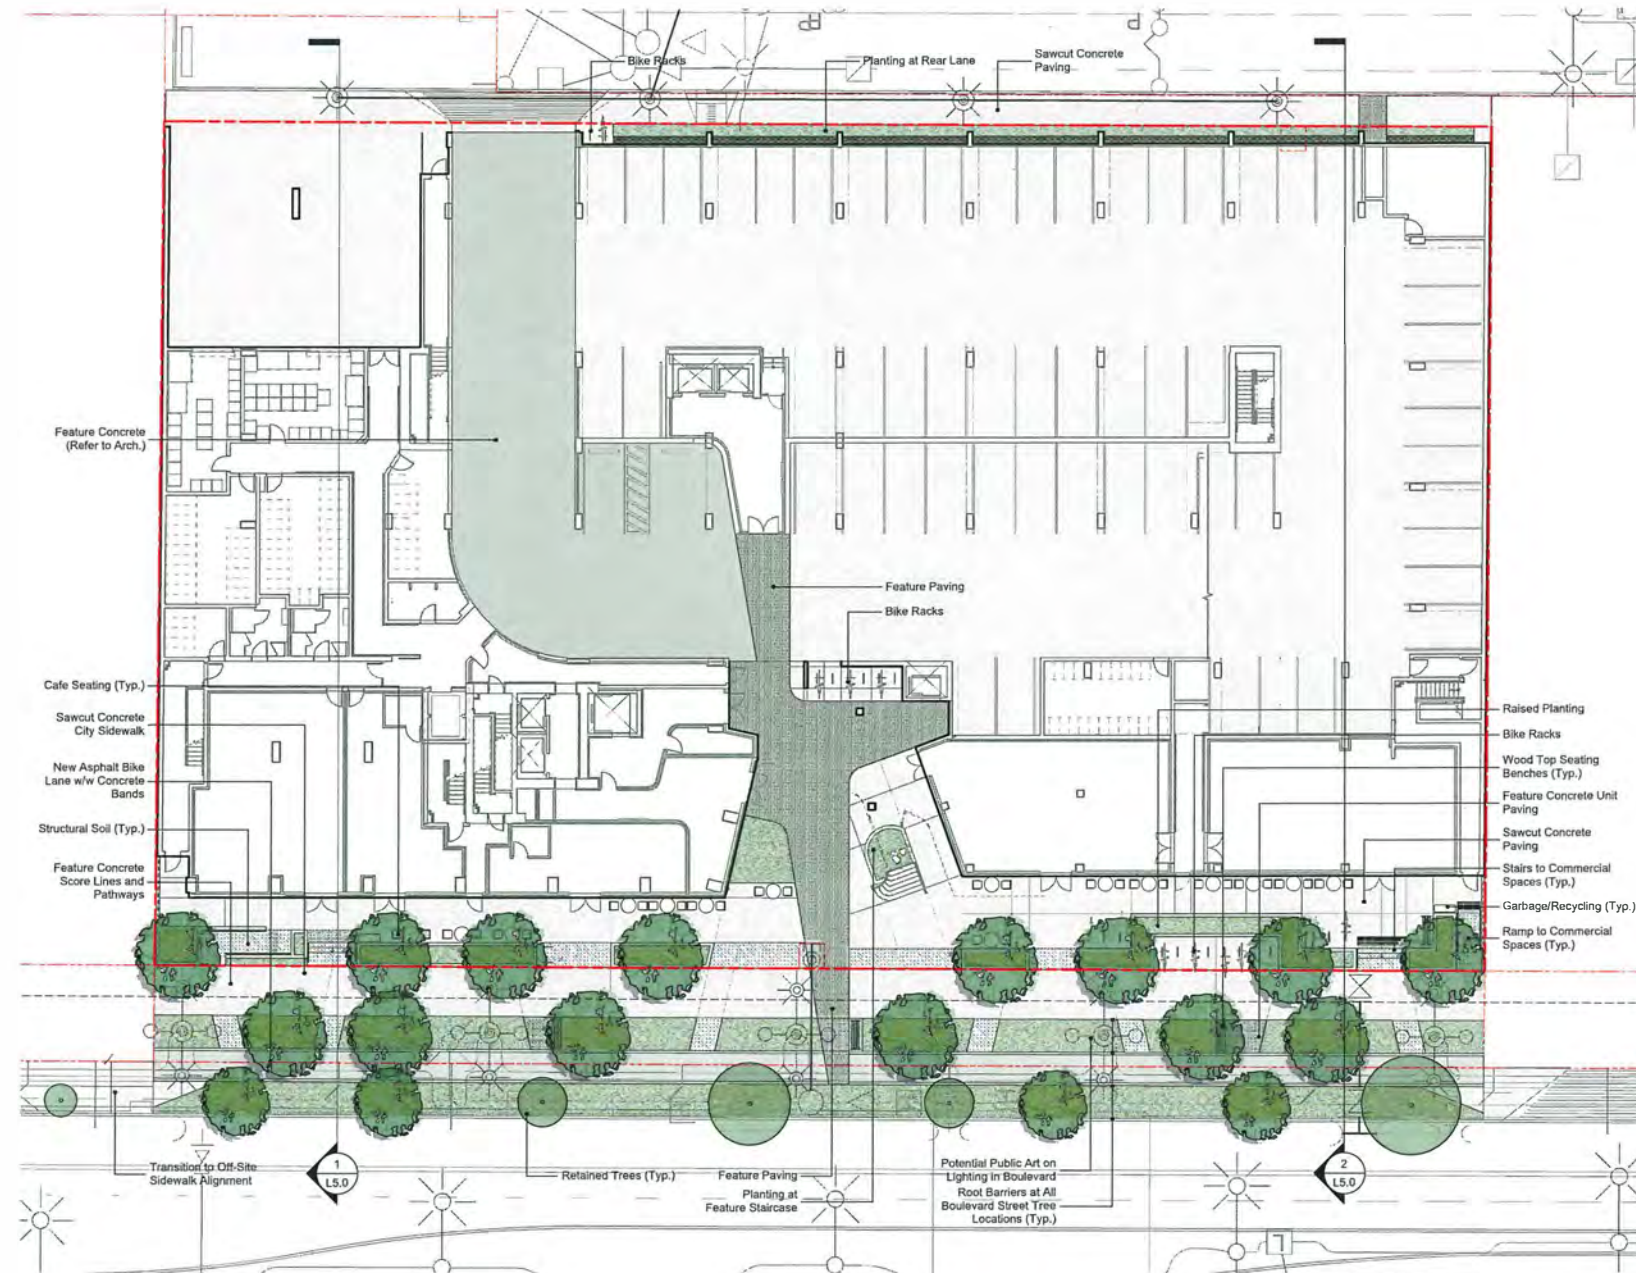 Bike Racks
Planting at Rear Lane
Sawcut Concrete
Paving
Feature Concrete
(Refer to Arch.)
Feature Paving
Bike Racks
Cafe Seating (Typ.)
Sawcut Concrete
City Sidewalk
New Asphalt Bike
Lane w/w Concrete
Bands
Structural Soil (Typ.)
Feature Concrete
Score Lines and
Pathways
Raised Planting
Bike Racks
Wood Top Seating
Benches (Typ.)
Feature Concrete Unit
Paving
Sawcut Concrete
Paving
Stairs to Commercial
Spaces (Typ.)
Garbage/Recycling (Typ.)
Ramp to Commercial
Spaces (Typ.)
Transition to Off-Site
Sidewalk Alignment
1
L5.0
Retained Trees (Typ.)
Feature Paving
Planting at
Feature Staircase
Potential Public Art on
Lighting in Boulevard
Root Barriers at All
Boulevard Street Tree
Locations (Typ.)
2
L5.0